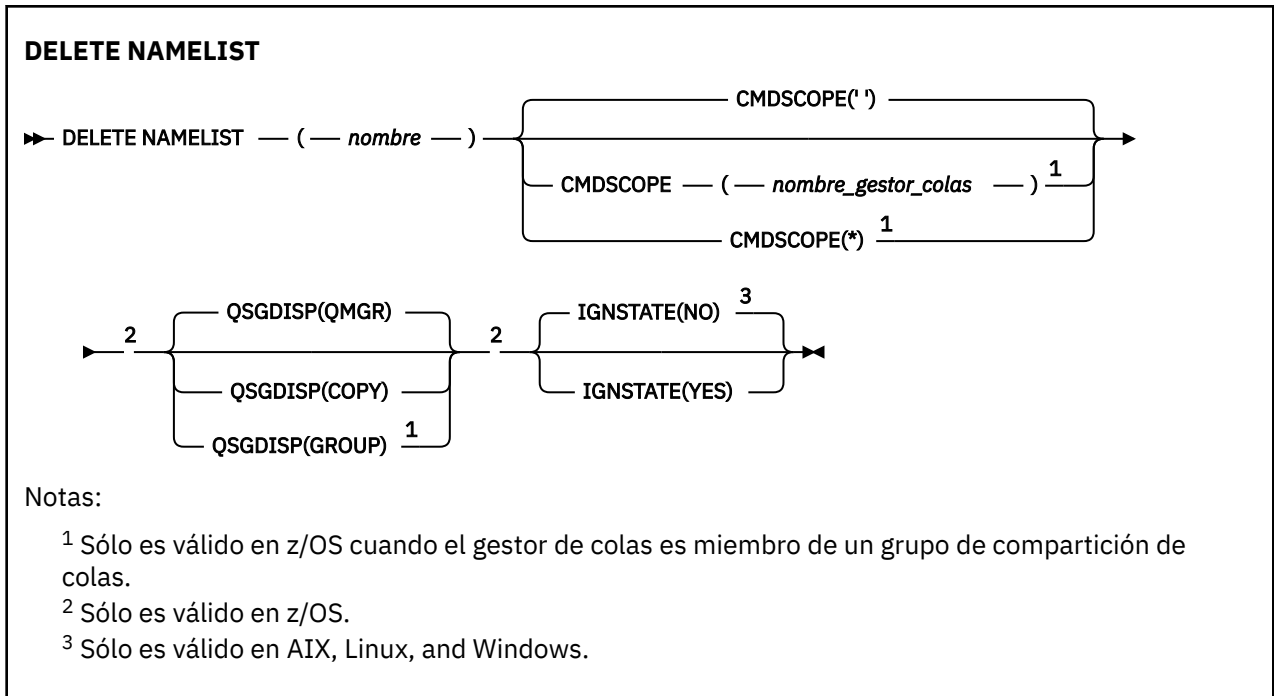 DELETE NAMELIST
CMDSCOPE(' ')
DELETE NAMELIST ( nombre )
CMDSCOPE ( nombre_gestor_colas ) 1
CMDSCOPE(*) 1
2 QSGDISP(QMGR) 2 IGNSTATE(NO) 3
QSGDISP(COPY) IGNSTATE(YES)
QSGDISP(GROUP) 1
Notas:
1 Sólo es válido en z/OS cuando el gestor de colas es miembro de un grupo de compartición de
colas.
2 Sólo es válido en z/OS.
3 Sólo es válido en AIX, Linux, and Windows.